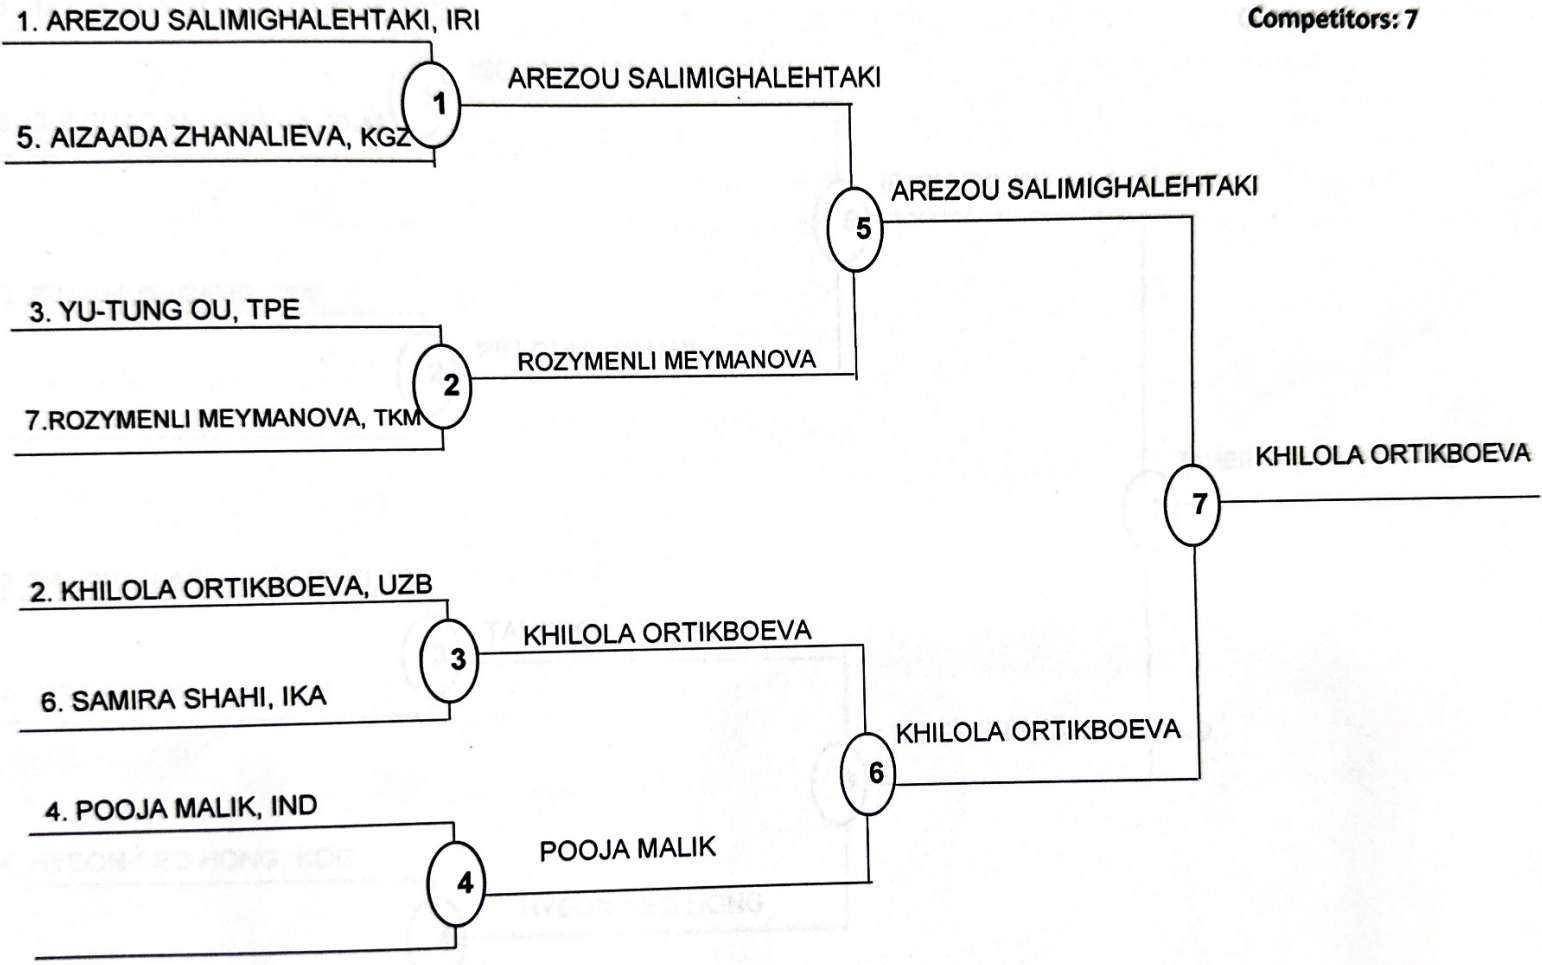 1. AREZOU SALIMIGHALEHTAKI, IRI
Competitors: 7
1
AREZOU SALIMIGHALEHTAKI
5. AIZAADA ZHANALIEVA, KGZ
5
AREZOU SALIMIGHALEHTAKI
3. YU-TUNG OU, TPE
2
ROZYMENLI MEYMANOVA
7.ROZYMENLI MEYMANOVA, TKM
7
KHILOLA ORTIKBOEVA
2. KHILOLA ORTIKBOEVA, UZB
3
KHILOLA ORTIKBOEVA
6. SAMIRA SHAHI, IKA
6
KHILOLA ORTIKBOEVA
4. POOJA MALIK, IND
4
POOJA MALIK